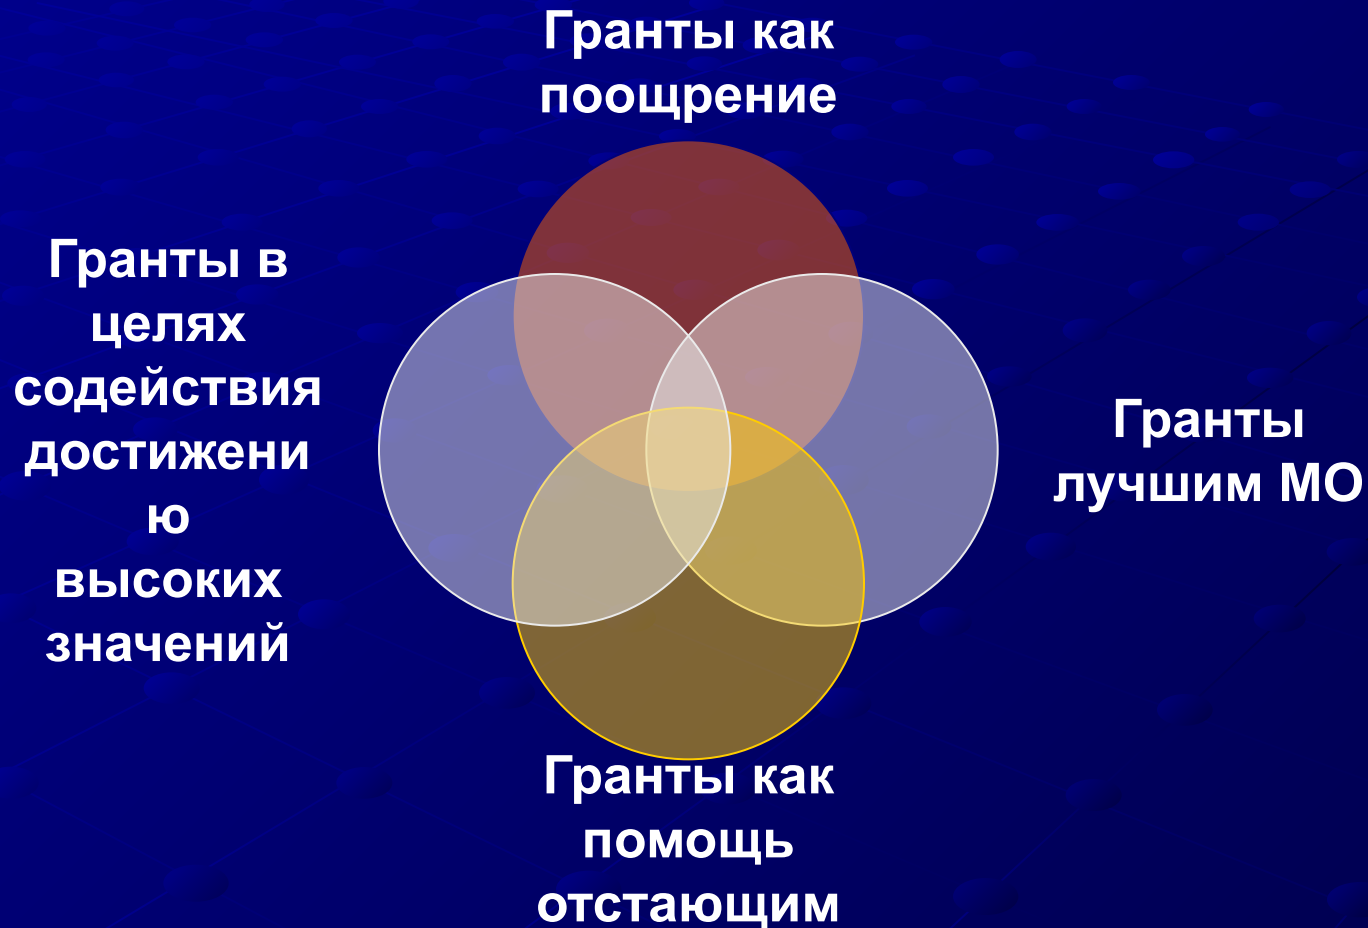 Гранты как
поощрение
Гранты в
целях
содействия
достижени
ю
высоких
значений
Гранты
лучшим МО
Гранты как
помощь
отстающим